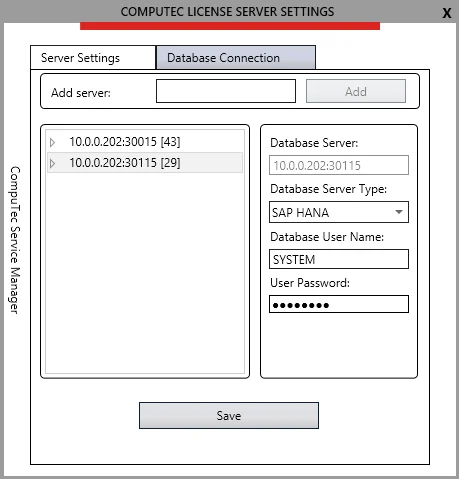 COMPUTEC LICENSE SERVER SETTINGS
X
CompuTec Service Manager
Server Settings
Database Connection
Add server:
Add
10.0.0.202:30015 [43]
10.0.0.202:30115 [29]
Database Server:
10.0.0.202:30115
Database Server Type:
SAP HANA
Database User Name:
SYSTEM
User Password:
●●●●●●●●
Save